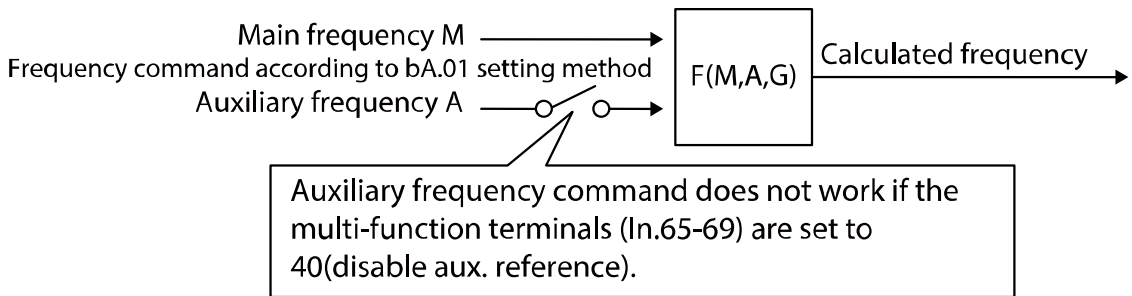 Main frequency M
Frequency command according to bA.01 setting method
Auxiliary frequency A
F(M,A,G)
Calculated frequency
Auxiliary frequency command does not work if the
multi-function terminals (In.65-69) are set to
40(disable aux. reference).